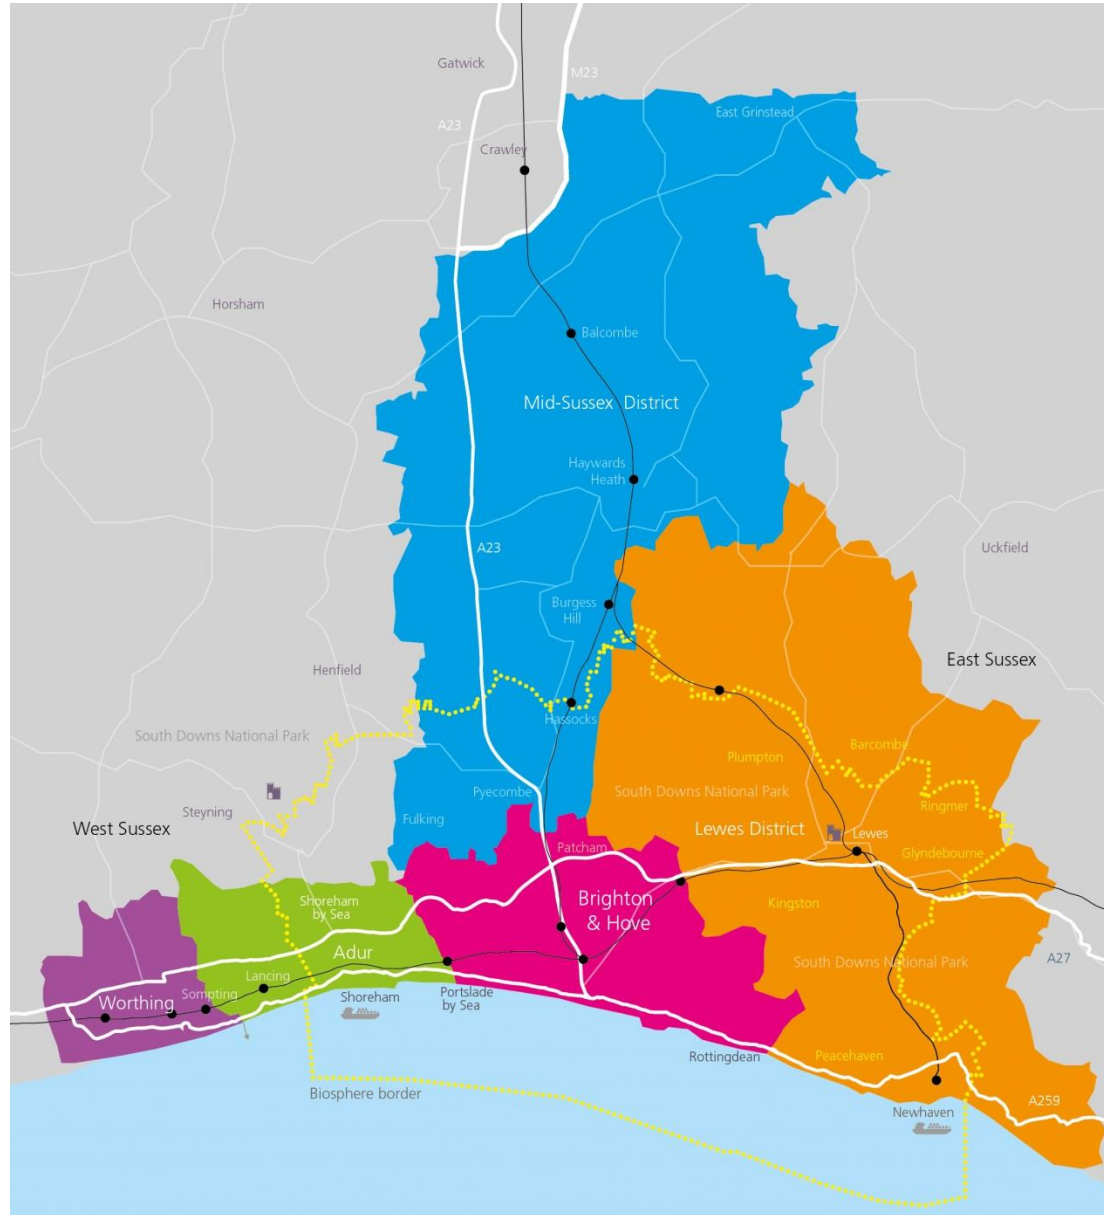 Gatwick
M23
A23
East Grinstead
Crawley
Horsham
Balcombe
Mid-Sussex District
Haywards
Heath
A23
Uckfield
Burgess
Hill
Henfield
East Sussex
Hassocks
South Downs National Park
Barcombe
Plumpton
South Downs National Park
Pyecombe
Ringmer
Steyning
Fulking
West Sussex
Lewes District
Lewes
Patcham
Glyndebourne
Shoreham
by Sea
Brighton
& Hove
Kingston
Adur
South Downs National Park
A27
Lancing
Sompting
Worthing
Shoreham
Portslade
by Sea
Rottingdean
Peacehaven
Biosphere border
Newhaven
A259